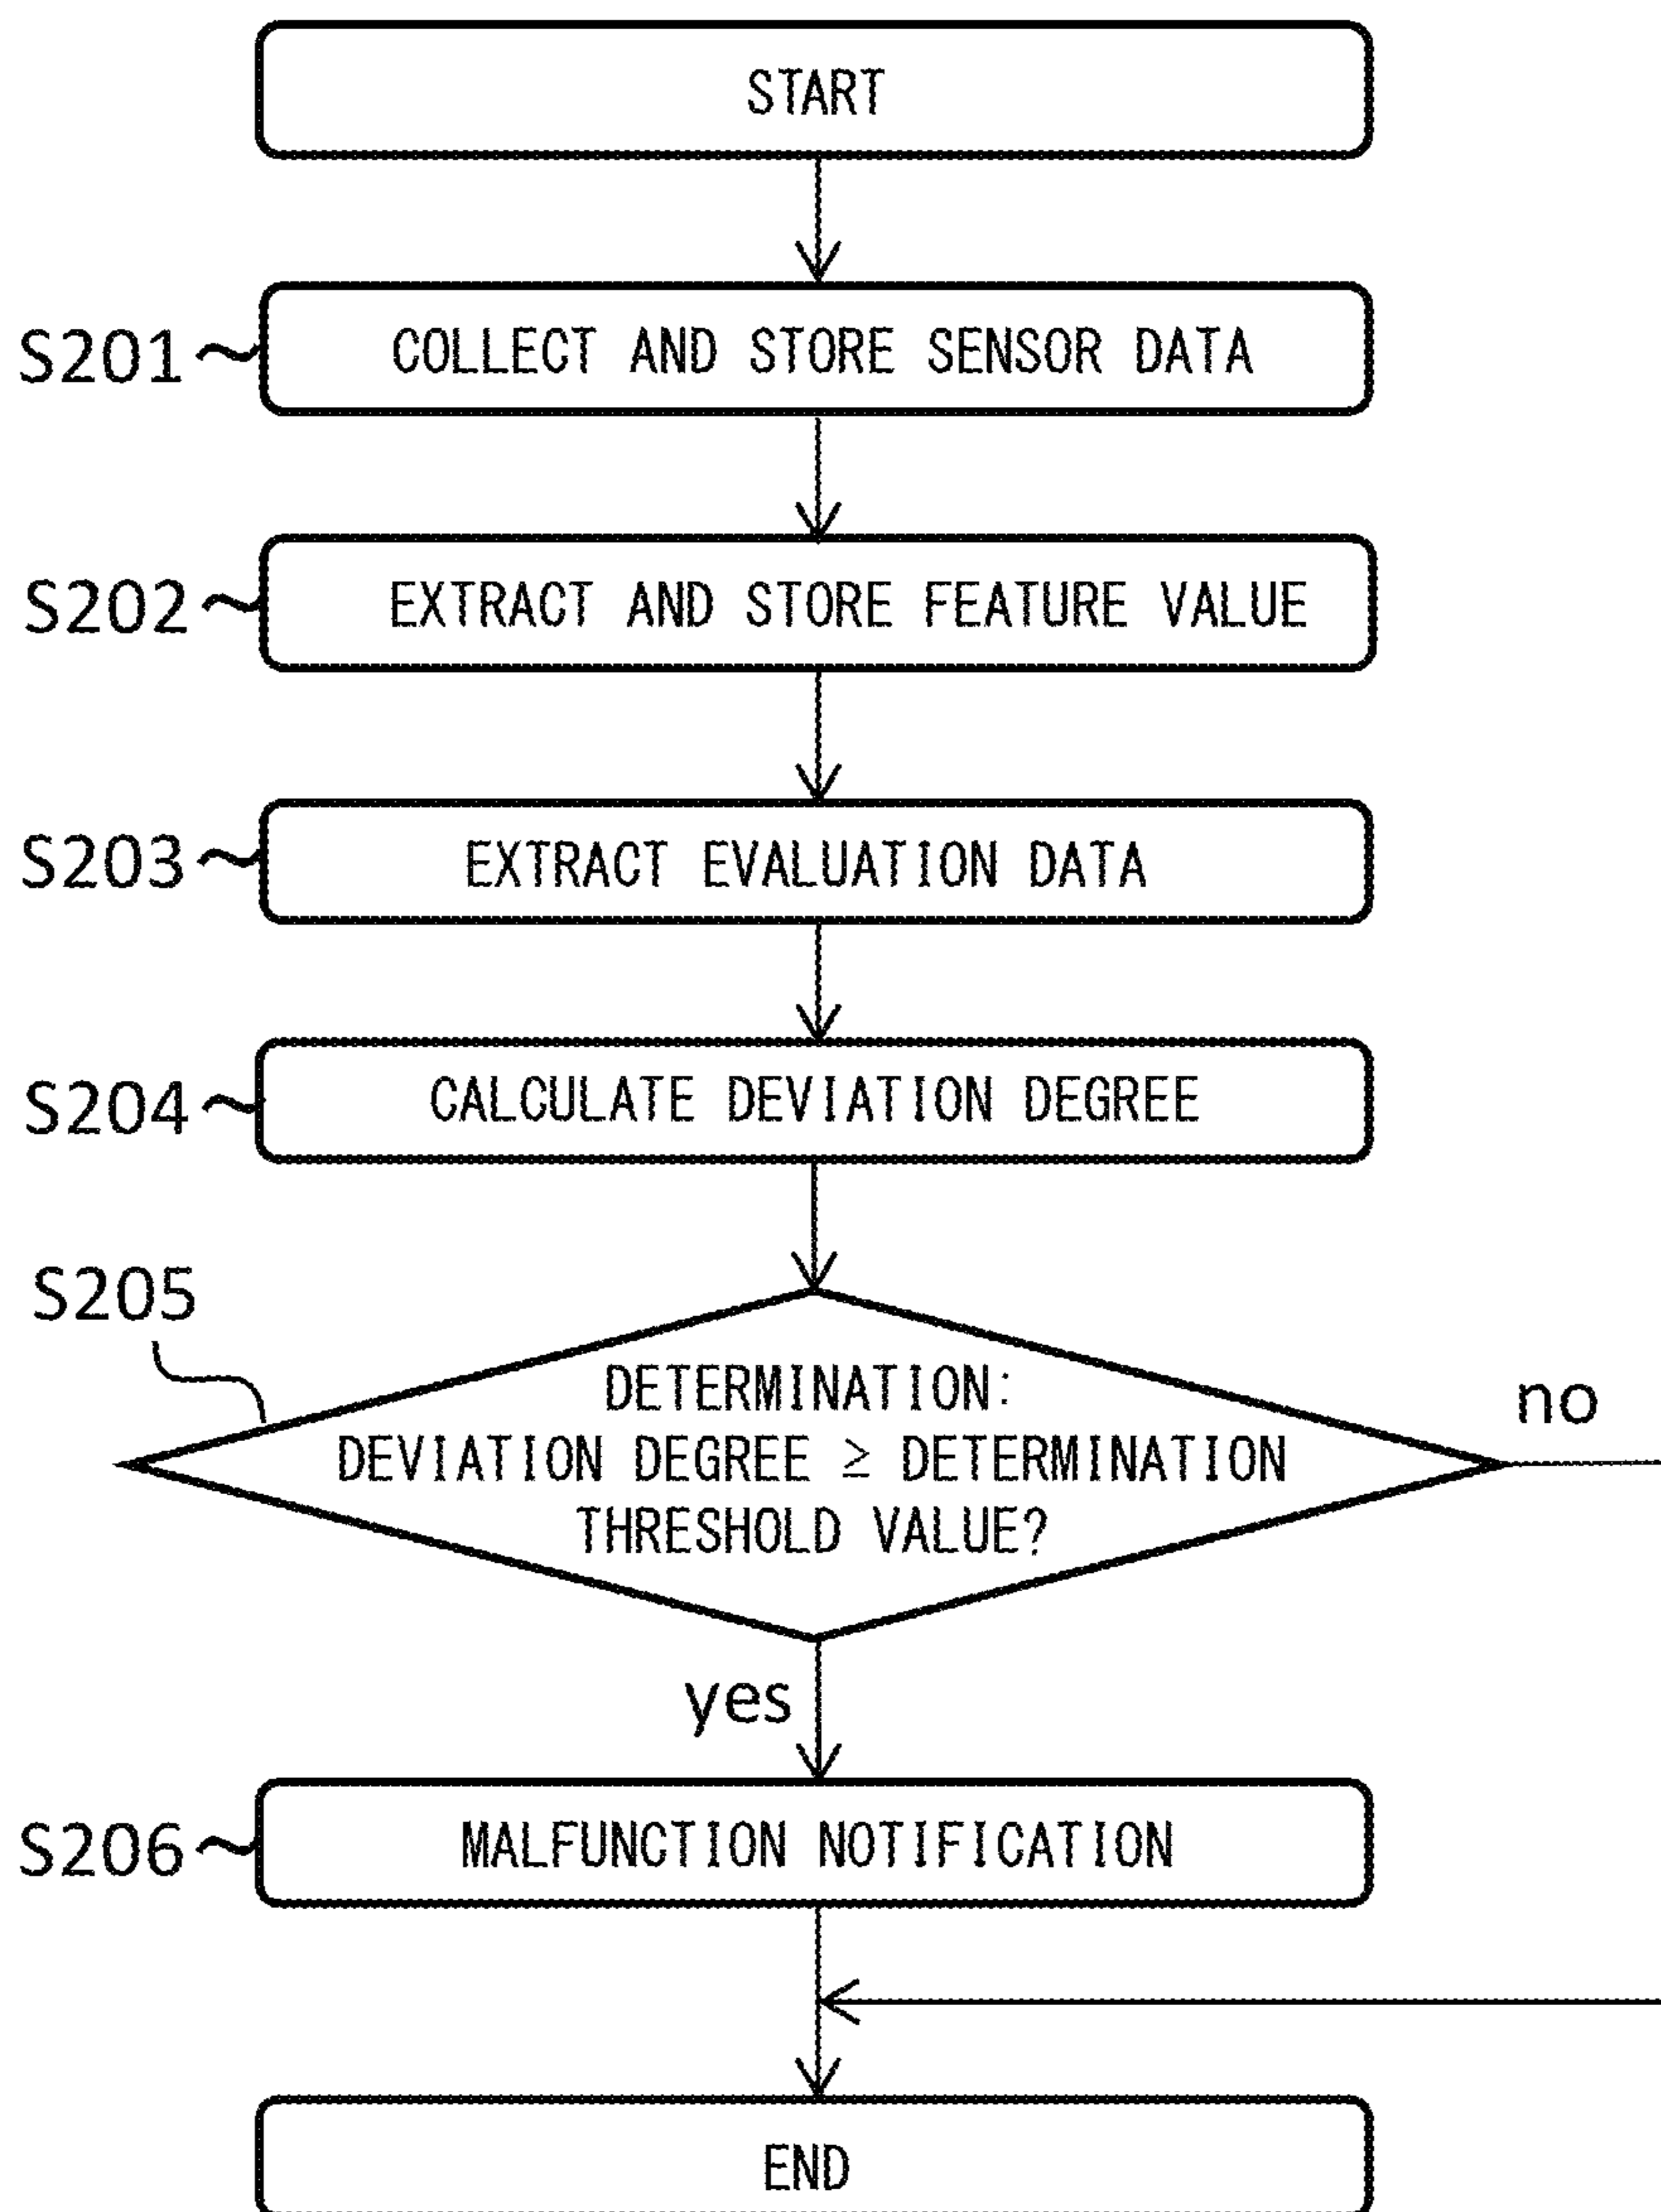 START
S201
COLLECT AND STORE SENSOR DATA
S202
EXTRACT AND STORE FEATURE VALUE
S203
EXTRACT EVALUATION DATA
S204
CALCULATE DEVIATION DEGREE
S205
DETERMINATION:
DEVIATION DEGREE ≥ DETERMINATION
THRESHOLD VALUE?
no
yes
S206
MALFUNCTION NOTIFICATION
END